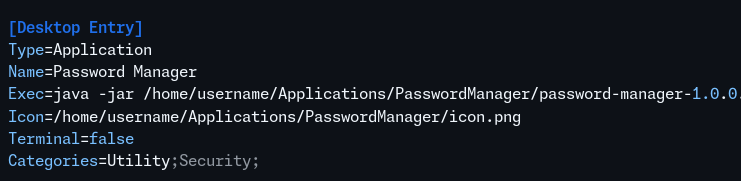 [Desktop Entry]
Type=Application
Name=Password Manager
Exec=java -jar /home/username/Applications/PasswordManager/password-manager-1.0.0.
Icon=/home/username/Applications/PasswordManager/icon.png
Terminal=false
Categories=Utility;Security;